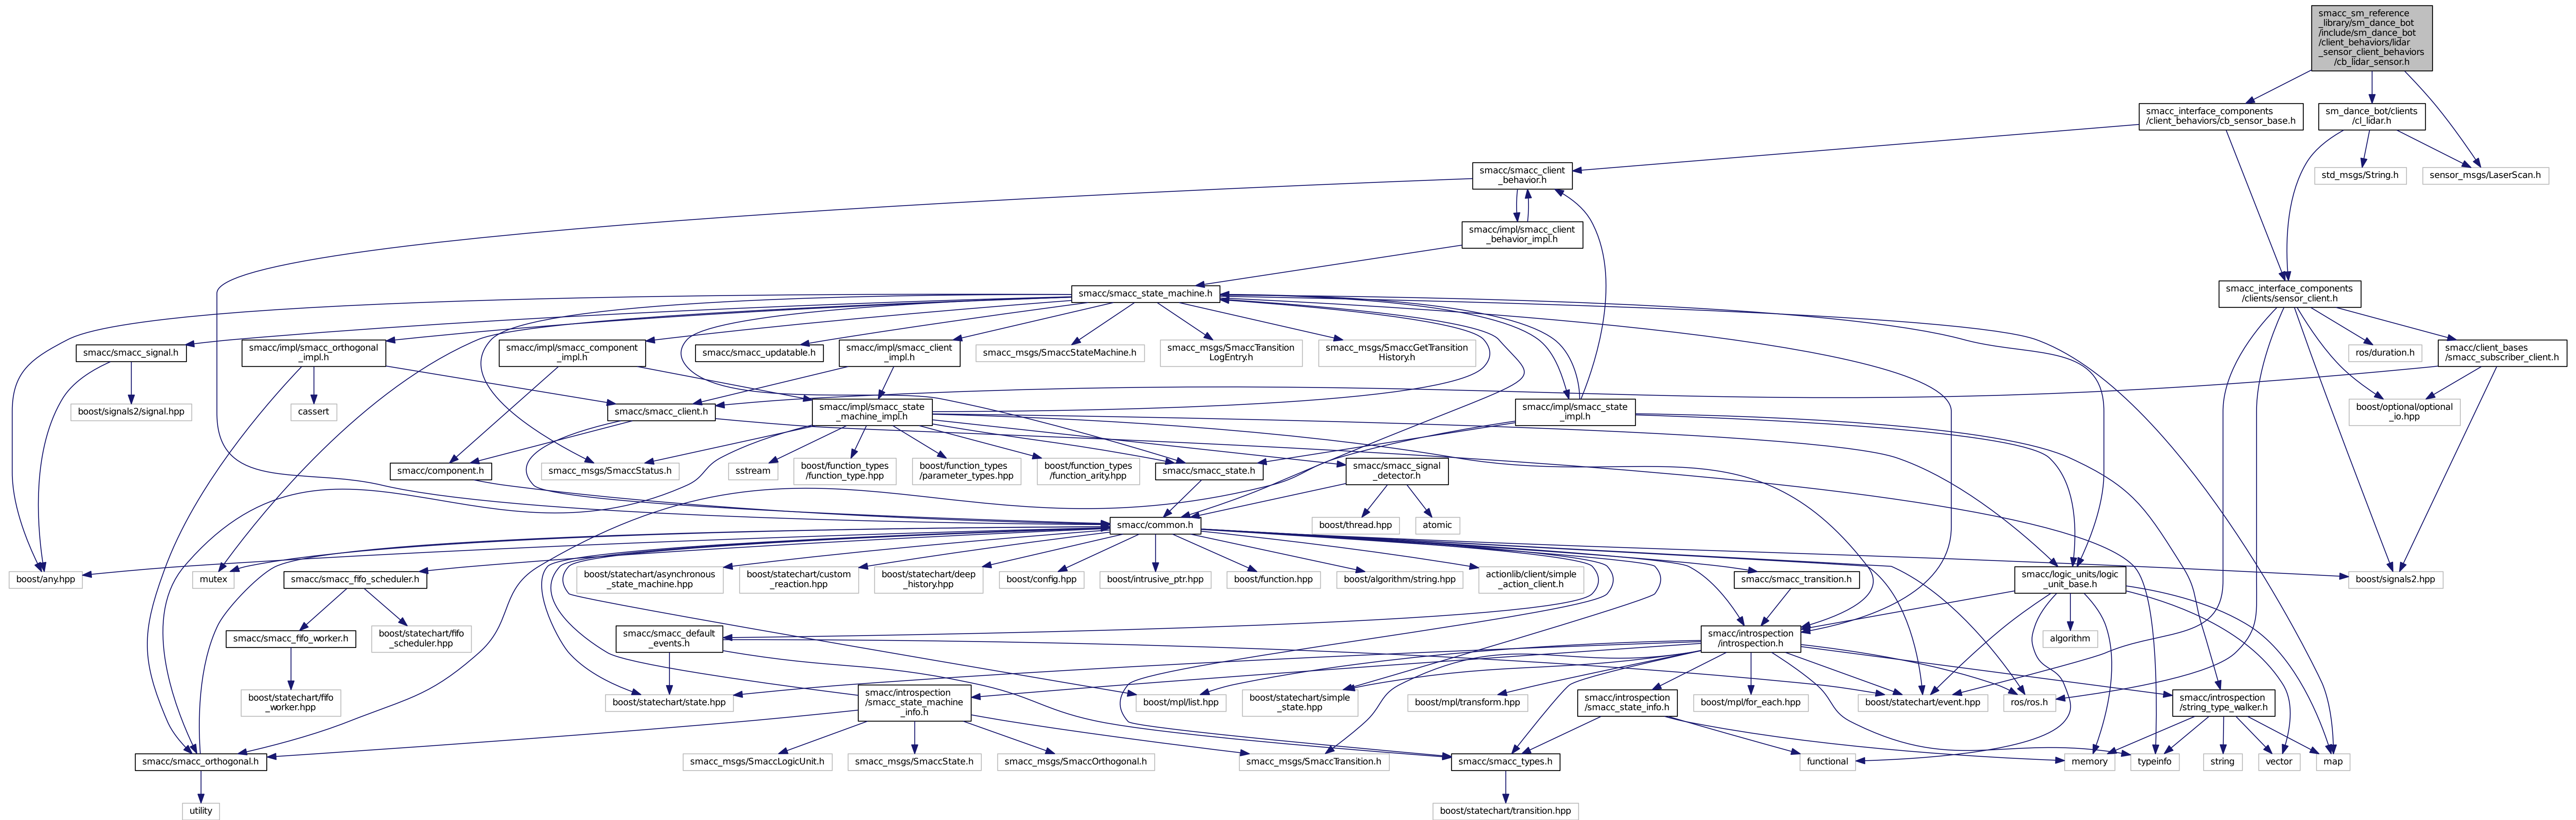 smacc_sm_reference
_library/sm_dance_bot
/include/sm_dance_bot
/client_behaviors/lidar
_sensor_client_behaviors
/cb_lidar_sensor.h
smacc_interface_components
/client_behaviors/cb_sensor_base.h
sm_dance_bot/clients
/cl_lidar.h
smacc/smacc_client
_behavior.h
std_msgs/String.h
sensor_msgs/LaserScan.h
smacc/impl/smacc_client
_behavior_impl.h
smacc/smacc_state_machine.h
smacc_interface_components
/clients/sensor_client.h
smacc/smacc_signal.h
smacc/impl/smacc_orthogonal
_impl.h
smacc/impl/smacc_component
_impl.h
smacc/smacc_updatable.h
smacc/impl/smacc_client
_impl.h
smacc_msgs/SmaccStateMachine.h
smacc_msgs/SmaccTransition
LogEntry.h
smacc_msgs/SmaccGetTransition
History.h
ros/duration.h
smacc/client_bases
/smacc_subscriber_client.h
boost/signals2/signal.hpp
cassert
smacc/smacc_client.h
smacc/impl/smacc_state
_machine_impl.h
smacc/impl/smacc_state
_impl.h
boost/optional/optional
_io.hpp
smacc/component.h
smacc_msgs/SmaccStatus.h
sstream
boost/function_types
/function_type.hpp
boost/function_types
/parameter_types.hpp
boost/function_types
/function_arity.hpp
smacc/smacc_state.h
smacc/smacc_signal
_detector.h
smacc/common.h
boost/thread.hpp
atomic
boost/any.hpp
mutex
smacc/smacc_fifo_scheduler.h
boost/statechart/asynchronous
_state_machine.hpp
boost/statechart/custom
_reaction.hpp
boost/statechart/deep
_history.hpp
boost/config.hpp
boost/intrusive_ptr.hpp
boost/function.hpp
boost/algorithm/string.hpp
actionlib/client/simple
_action_client.h
smacc/smacc_transition.h
smacc/logic_units/logic
_unit_base.h
boost/signals2.hpp
smacc/smacc_fifo_worker.h
boost/statechart/fifo
_scheduler.hpp
smacc/smacc_default
_events.h
smacc/introspection
/introspection.h
algorithm
boost/statechart/fifo
_worker.hpp
boost/statechart/state.hpp
smacc/introspection
/smacc_state_machine
_info.h
boost/mpl/list.hpp
boost/statechart/simple
_state.hpp
boost/mpl/transform.hpp
smacc/introspection
/smacc_state_info.h
boost/mpl/for_each.hpp
boost/statechart/event.hpp
ros/ros.h
smacc/introspection
/string_type_walker.h
smacc/smacc_orthogonal.h
smacc_msgs/SmaccLogicUnit.h
smacc_msgs/SmaccState.h
smacc_msgs/SmaccOrthogonal.h
smacc_msgs/SmaccTransition.h
smacc/smacc_types.h
functional
memory
typeinfo
string
vector
map
utility
boost/statechart/transition.hpp